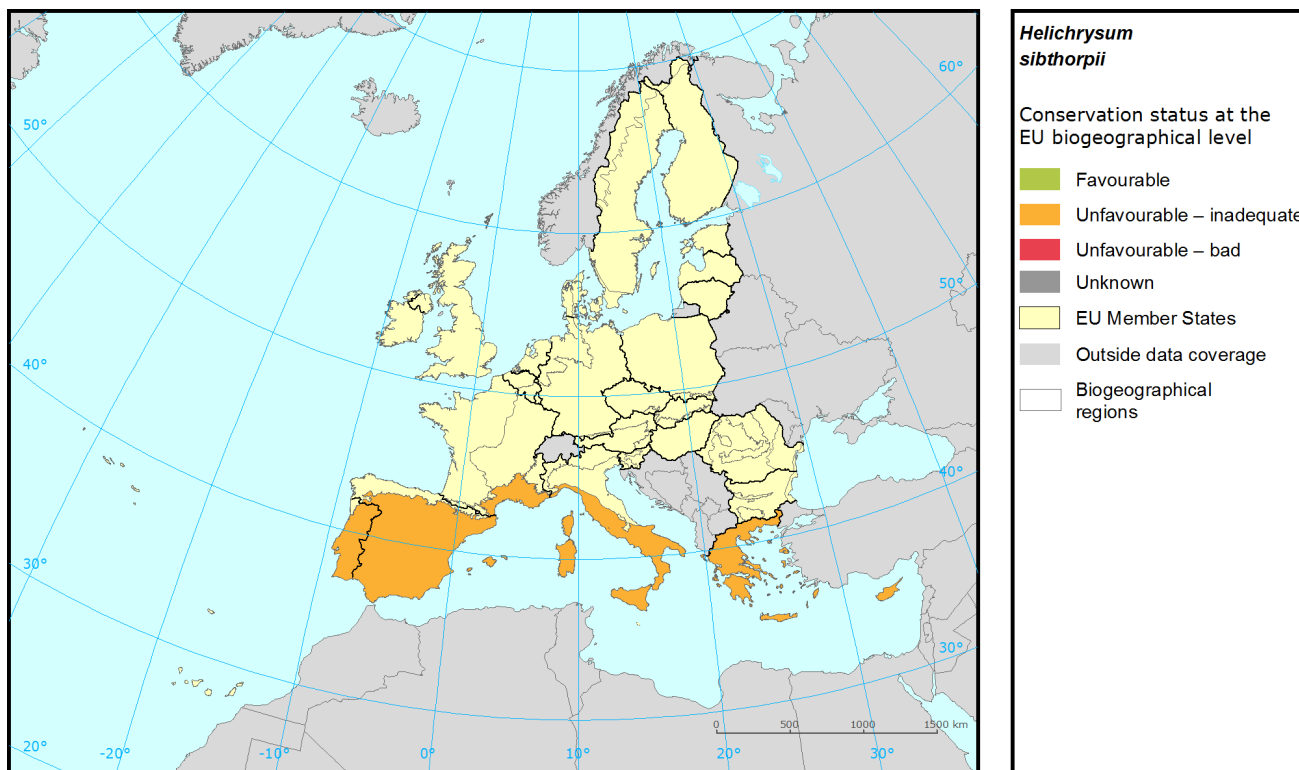 Helichrysum
sibthorpii
Conservation status at the
EU biogeographical level
Favourable
Unfavourable – inadequate
Unfavourable – bad
Unknown
EU Member States
Outside data coverage
Biogeographical
regions
60°
50°
50°
40°
40°
30°
30°
20°
-20°
-10°
0°
10°
20°
30°
0
500
1000
1500 km